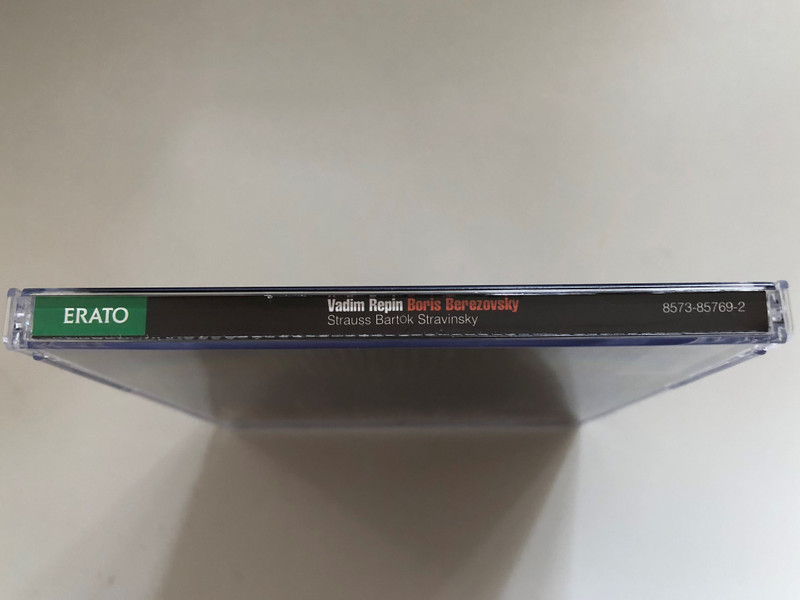 ERATO
Vadim Repin Boris Berezovsky
Strauss Bartók Stravinsky
8573-85769-2